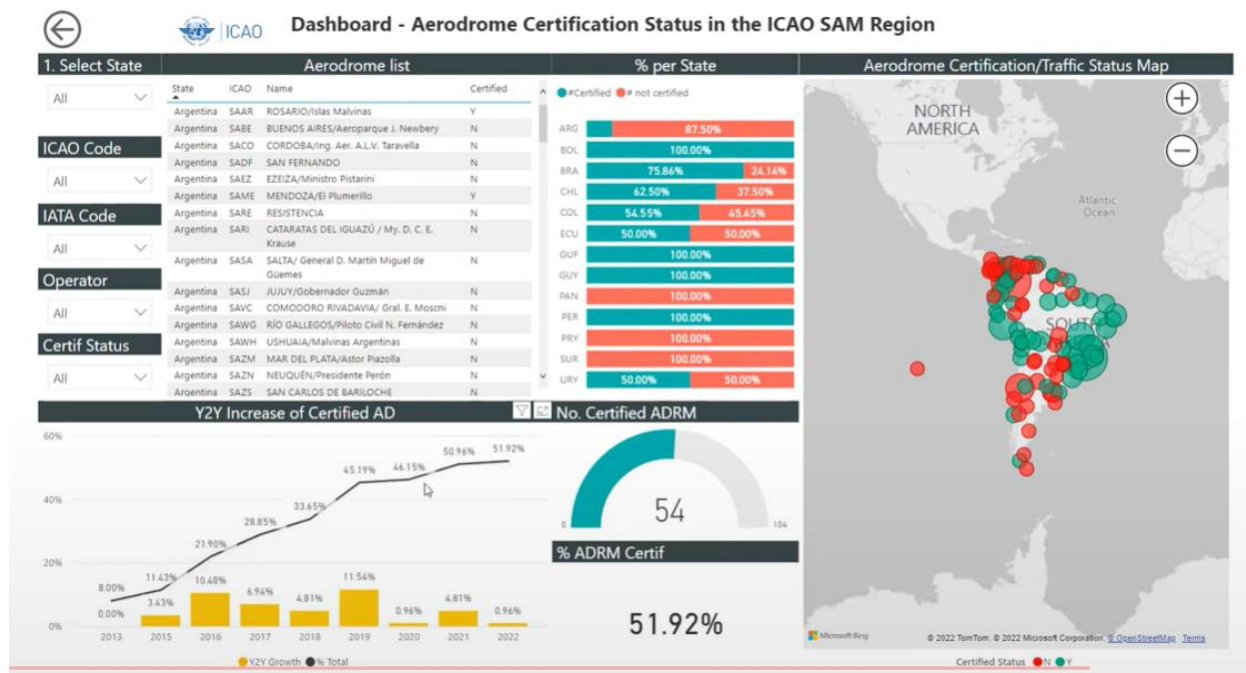 ICAO Dashboard - Aerodrome Certification Status in the ICAO SAM Region
1. Select State
All
ICAO Code
All
IATA Code
All
Operator
All
Certif Status
All
Aerodrome list
State ICAO Name Certified
Argentina SAAR ROSARIO/Islas Malvinas Y
Argentina SABE BUENOS AIRES/Aeroparque J. Newbery N
Argentina SACO CORDOBA/Ing. Aer. A.L.V. Taravella N
Argentina SADF SAN FERNANDO N
Argentina SAEZ EZEIZA/Ministro Pistarini N
Argentina SAME MENDOZA/El Plumerillo Y
Argentina SARE RESISTENCIA N
Argentina SARI CATARATAS DEL IGUAZÚ / My. D. C. E. N
Krause
Argentina SASA SALTA/ General D. Martín Miguel de N
Güemes
Argentina SASJ JUJUY/Gobernador Guzmán N
Argentina SAVC COMODORO RIVADAVIA/ Gral. E. Mosconi N
Argentina SAWG RÍO GALLEGOS/Piloto Civil N. Fernández N
Argentina SAWH USHUAIA/Malvinas Argentinas N
Argentina SAZM MAR DEL PLATA/Astor Piazolla N
Argentina SAZN NEUQUÉN/Presidente Perón N
Argentina SAZS SAN CARLOS DE BARILOCHE N
% per State
#Certified # not certified
ARG 87.50%
BOL 100.00%
BRA 75.86% 24.14%
CHL 62.50% 37.50%
COL 54.55% 45.45%
ECU 50.00% 50.00%
GUF 100.00%
GUY 100.00%
PAN 100.00%
PER 100.00%
PRY 100.00%
SUR 100.00%
URY 50.00% 50.00%
Aerodrome Certification/Traffic Status Map
NORTH
AMERICA
Atlantic
Ocean
Microsoft Bing
© 2022 TomTom, © 2022 Microsoft Corporation, © OpenStreetMap Terms
Certified Status N Y
Y2Y Increase of Certified AD
60%
40%
20%
0%
8.00% 11.43% 21.90% 28.85% 33.65% 45.19% 46.15% 50.96% 51.92%
0.00% 3.43% 10.48% 6.94% 4.81% 11.54% 0.96% 4.81% 0.96%
2013 2015 2016 2017 2018 2019 2020 2021 2022
Y2Y Growth % Total
No. Certified ADRM
54
0 104
% ADRM Certif
51.92%